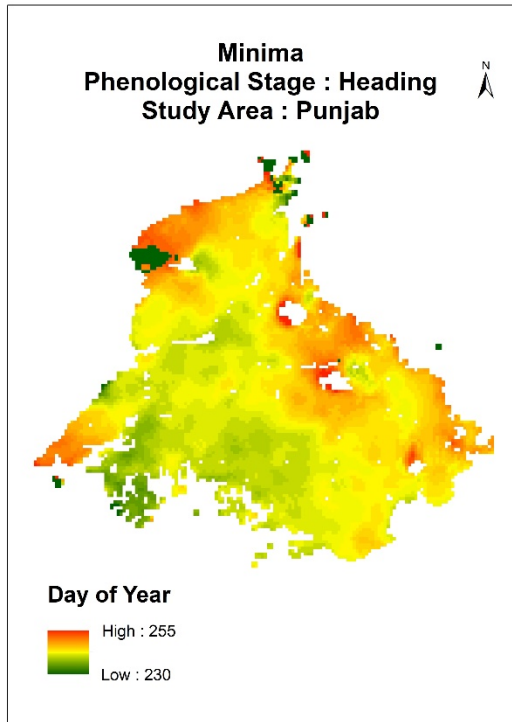 Minima
Phenological Stage : Heading
Study Area : Punjab
N
Day of Year
High : 255
Low : 230